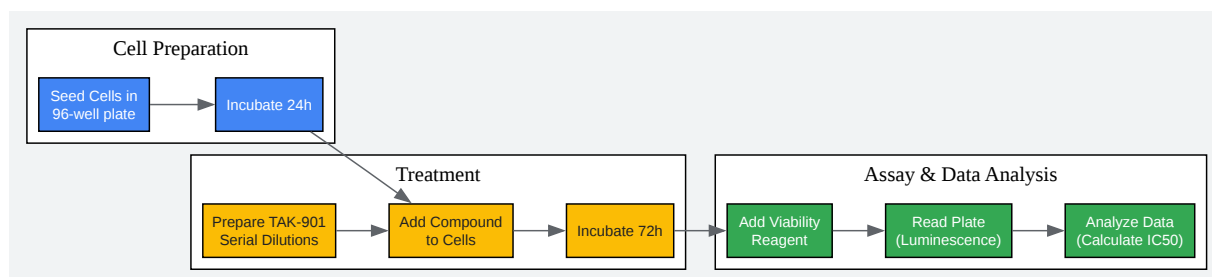 Cell Preparation
Seed Cells in
96-well plate
Incubate 24h
Treatment
Prepare TAK-901
Serial Dilutions
Add Compound
to Cells
Incubate 72h
Assay & Data Analysis
Add Viability
Reagent
Read Plate
(Luminescence)
Analyze Data
(Calculate IC50)